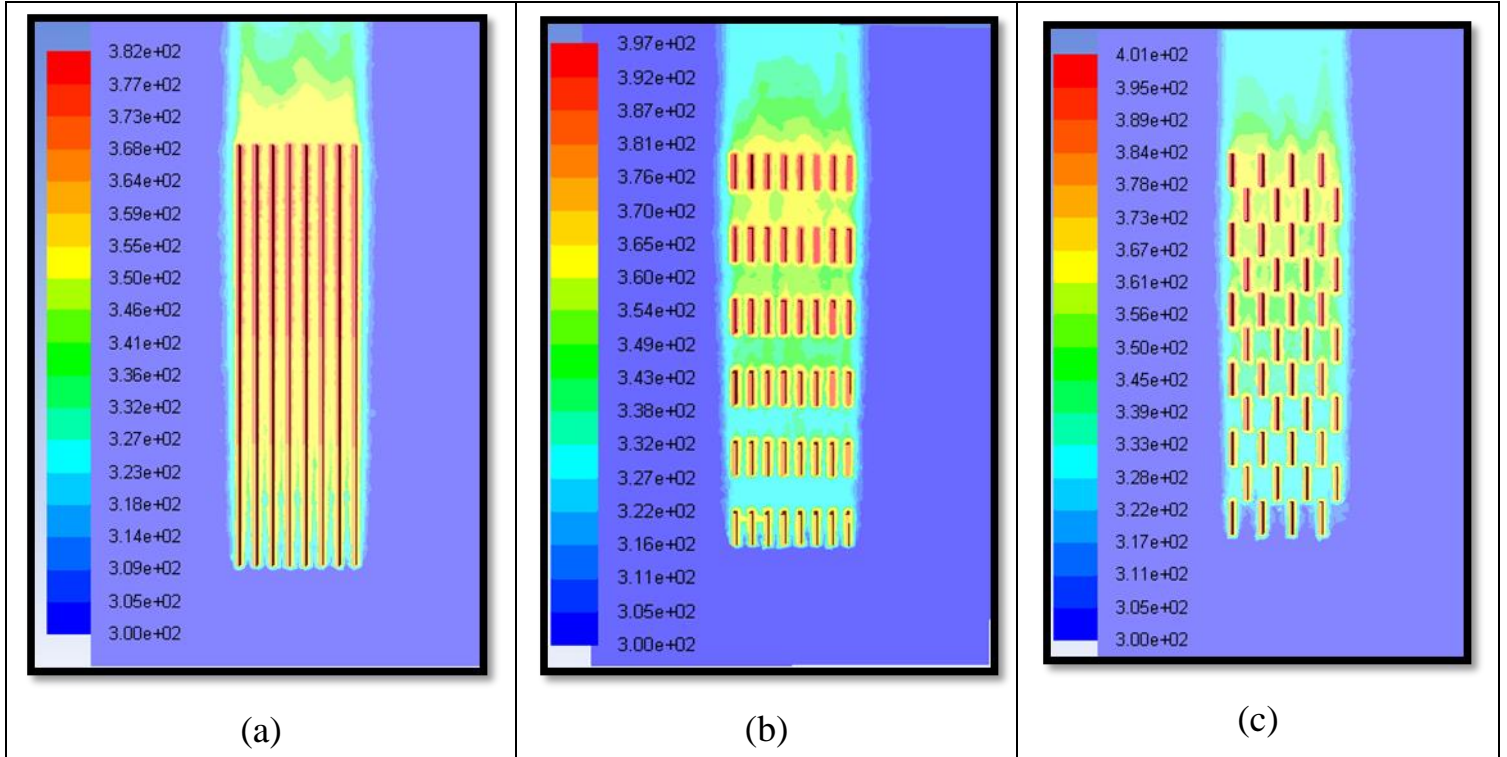 3.82e+02
3.77e+02
3.73e+02
3.68e+02
3.64e+02
3.59e+02
3.55e+02
3.50e+02
3.46e+02
3.41e+02
3.36e+02
3.32e+02
3.27e+02
3.23e+02
3.18e+02
3.14e+02
3.09e+02
3.05e+02
3.00e+02
(a)
3.97e+02
3.92e+02
3.87e+02
3.81e+02
3.76e+02
3.70e+02
3.65e+02
3.60e+02
3.54e+02
3.49e+02
3.43e+02
3.38e+02
3.32e+02
3.27e+02
3.22e+02
3.16e+02
3.11e+02
3.05e+02
3.00e+02
(b)
4.01e+02
3.95e+02
3.89e+02
3.84e+02
3.78e+02
3.73e+02
3.67e+02
3.61e+02
3.56e+02
3.50e+02
3.45e+02
3.39e+02
3.33e+02
3.28e+02
3.22e+02
3.17e+02
3.11e+02
3.05e+02
3.00e+02
(c)